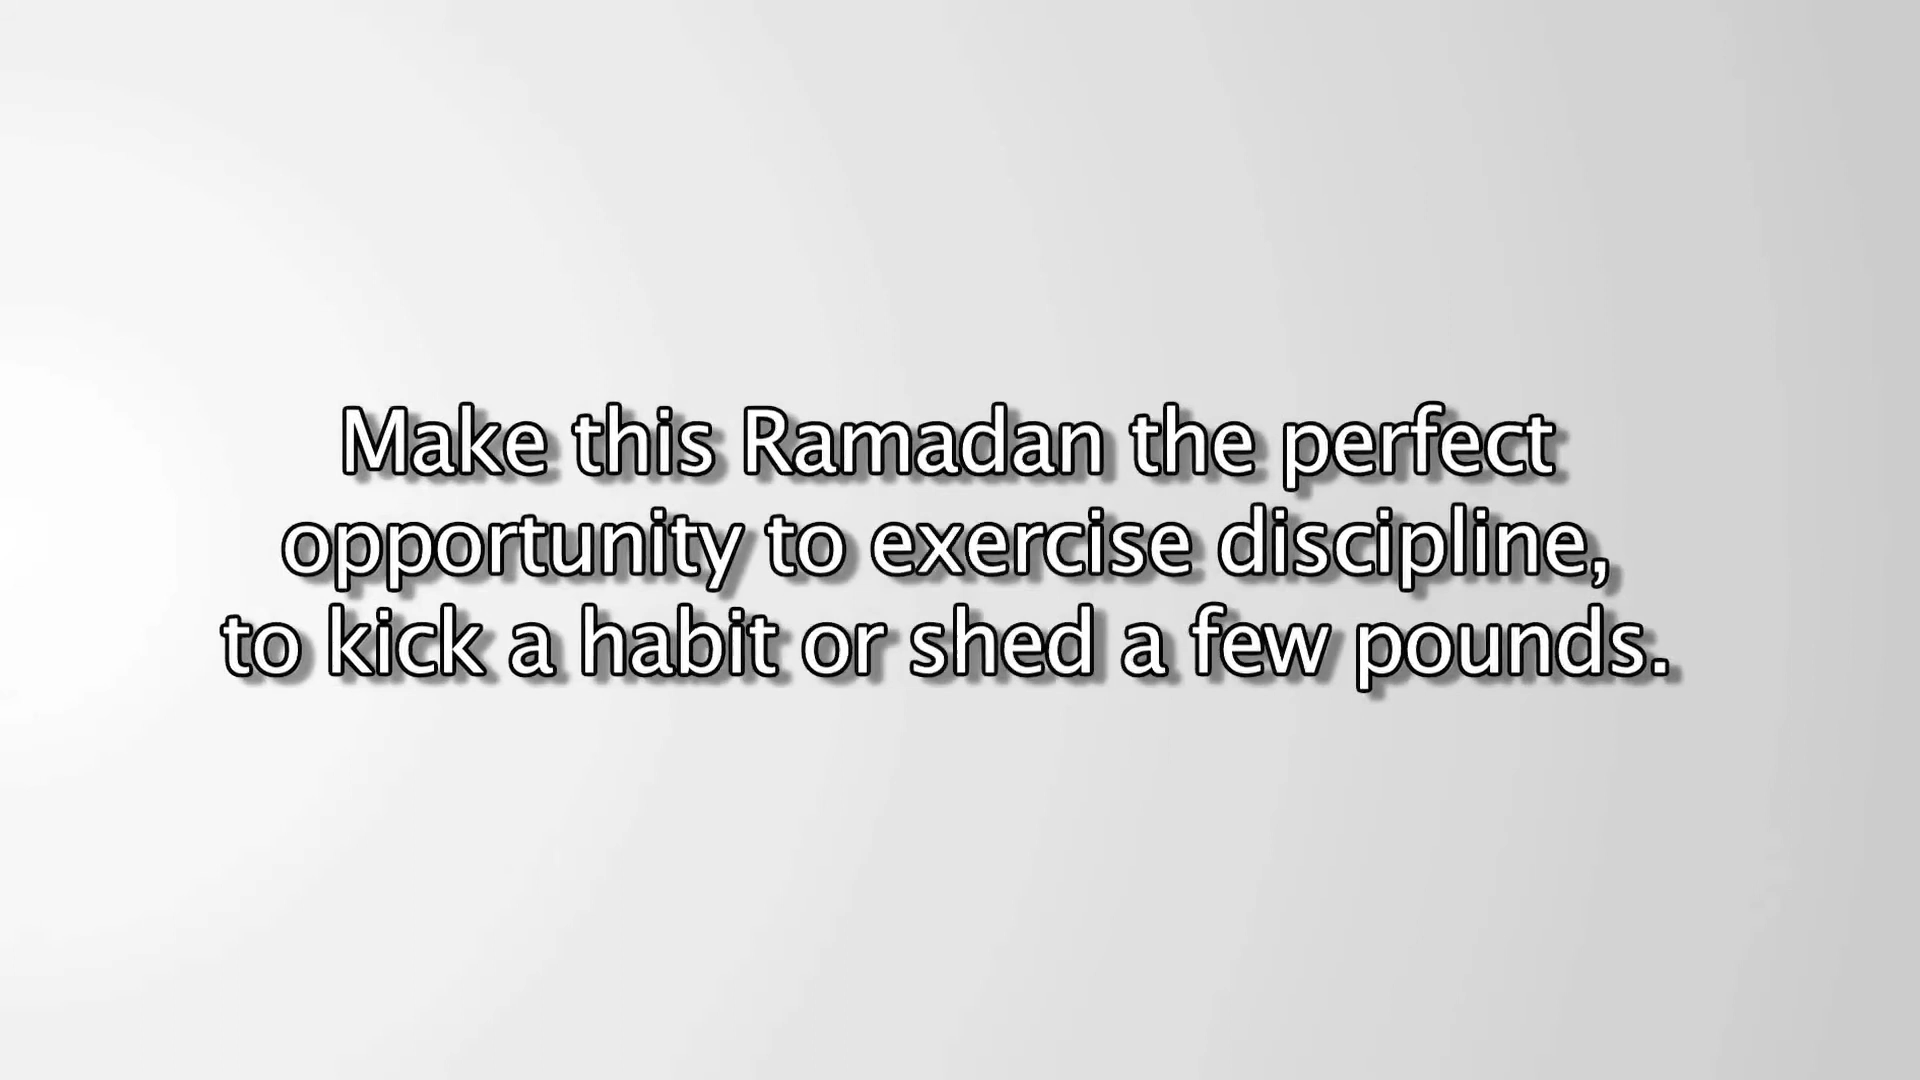 Make this Ramadan the perfect
opportunity to exercise discipline,
to kick a habit or shed a few pounds.